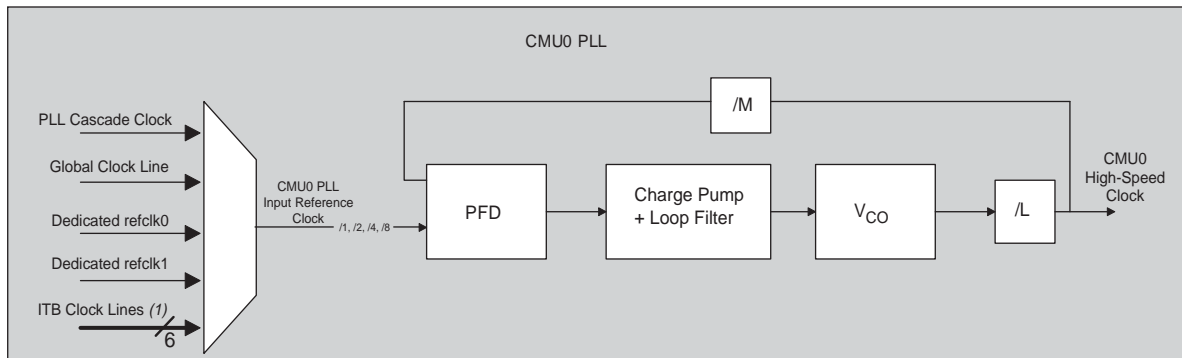 CMU0 PLL
/M
PLL Cascade Clock
Global Clock Line
Dedicated refclk0
Dedicated refclk1
ITB Clock Lines (1)
6
CMU0 PLL
Input Reference
Clock
/1, /2, /4, /8
PFD
Charge Pump
+ Loop Filter
VCO
/L
CMU0
High-Speed
Clock